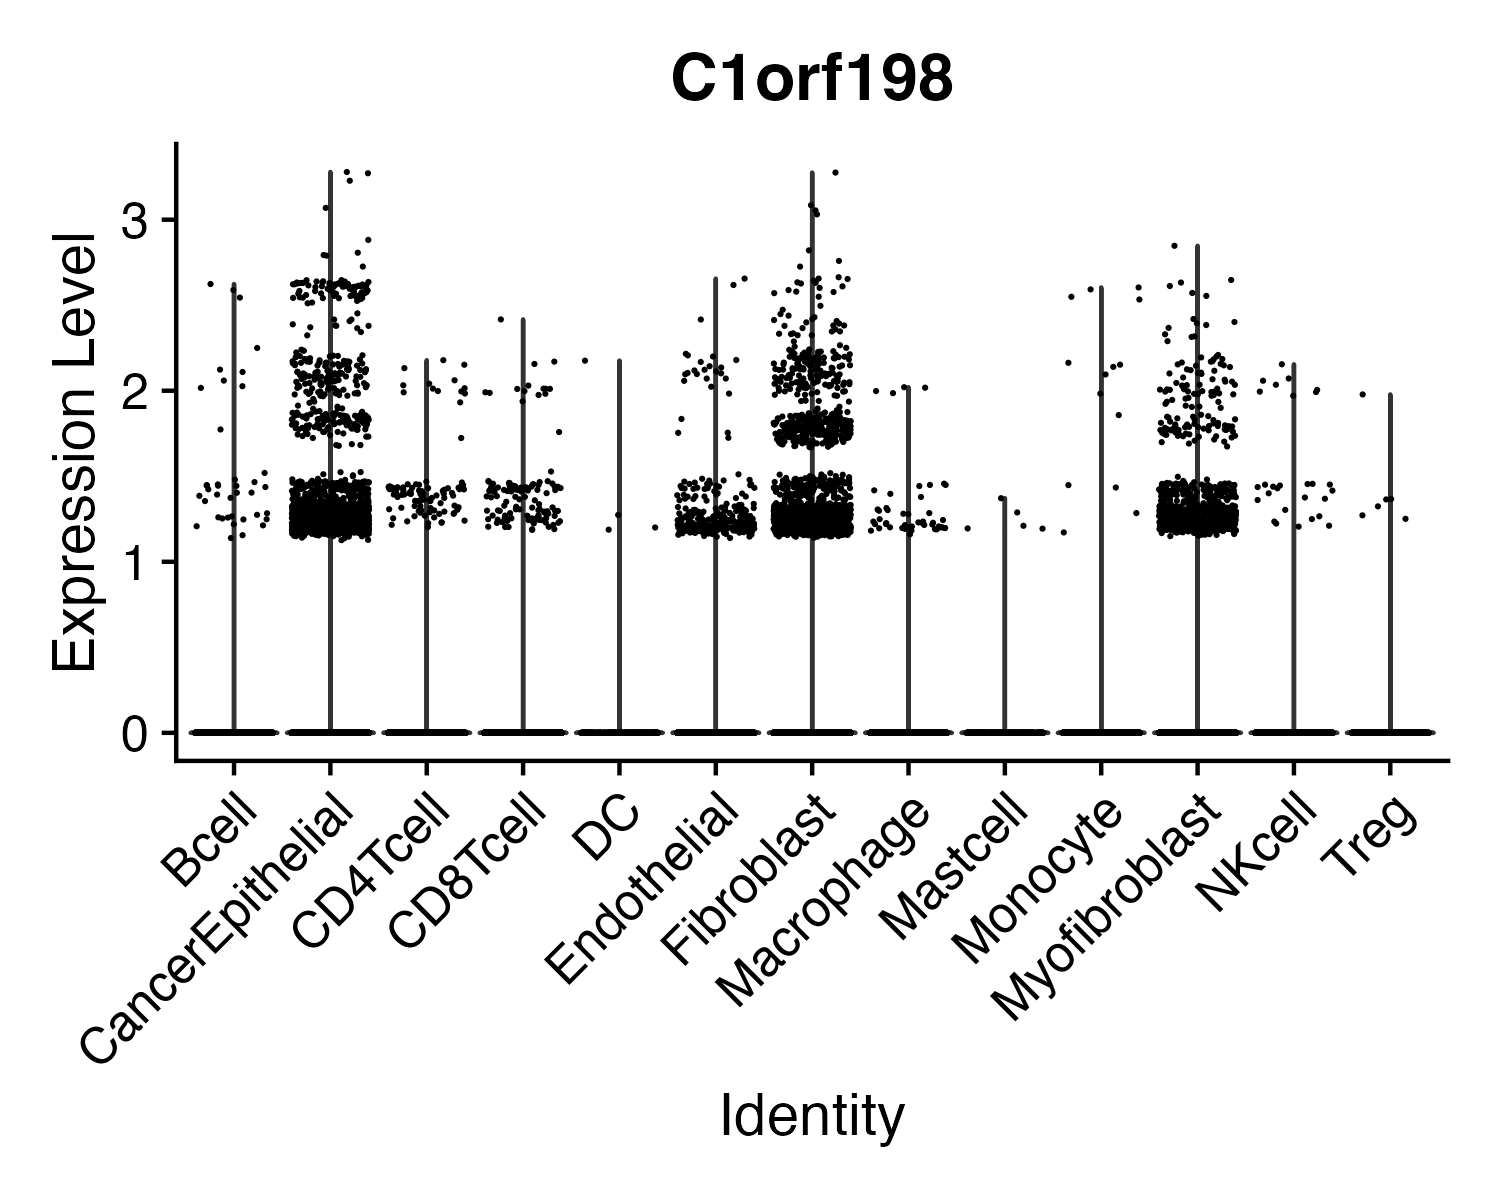 C1orf198
Expression Level
3
2
1
0
Bcell
CancerEpithelial
CD4Tcell
CD8Tcell
DC
Endothelial
Fibroblast
Macrophage
Mastcell
Monocyte
Myofibroblast
NKcell
Treg
Identity